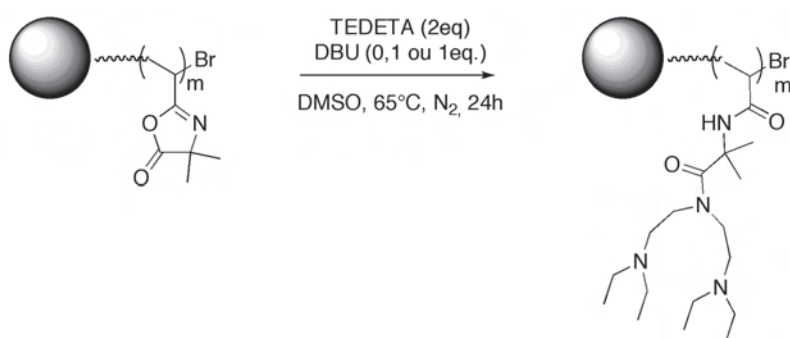 TEDETA (2eq)
DBU (0,1 ou 1eq.)
DMSO, 65°C, N2, 24h
Br
m
O
N
O
Br
m
HN
O
O
N
N
N